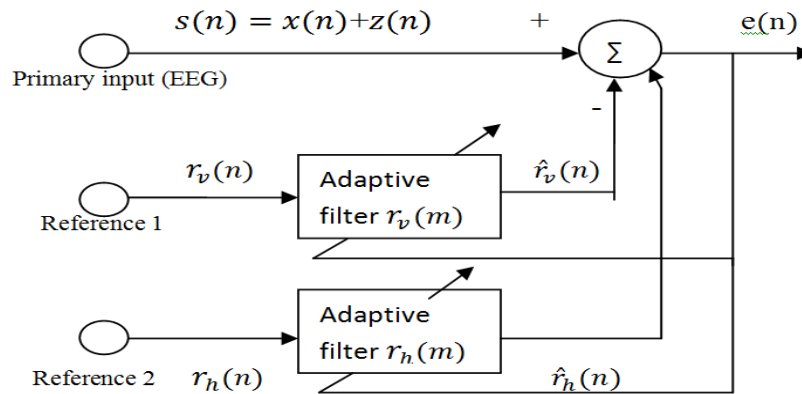 s(n) = x(n)+z(n)
+
e(n)
Σ
Primary input (EEG)
-
r_v(n)
Adaptive
filter r_v(m)
r̂_v(n)
Reference 1
Adaptive
filter r_h(m)
Reference 2
r_h(n)
r̂_h(n)